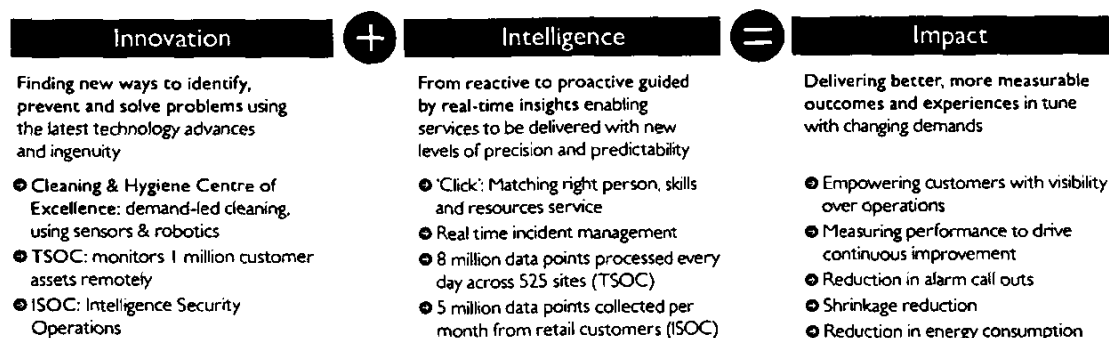 Innovation
+
Intelligence
=
Impact
Finding new ways to identify,
prevent and solve problems using
the latest technology advances
and ingenuity
Cleaning & Hygiene Centre of
Excellence: demand-led cleaning,
using sensors & robotics
TSOC: monitors 1 million customer
assets remotely
ISOC: Intelligence Security
Operations
From reactive to proactive guided
by real-time insights enabling
services to be delivered with new
levels of precision and predictability
'Click': Matching right person, skills
and resources service
Real time incident management
8 million data points processed every
day across 525 sites (TSOC)
5 million data points collected per
month from retail customers (ISOC)
Delivering better, more measurable
outcomes and experiences in tune
with changing demands
Empowering customers with visibility
over operations
Measuring performance to drive
continuous improvement
Reduction in alarm call outs
Shrinkage reduction
Reduction in energy consumption